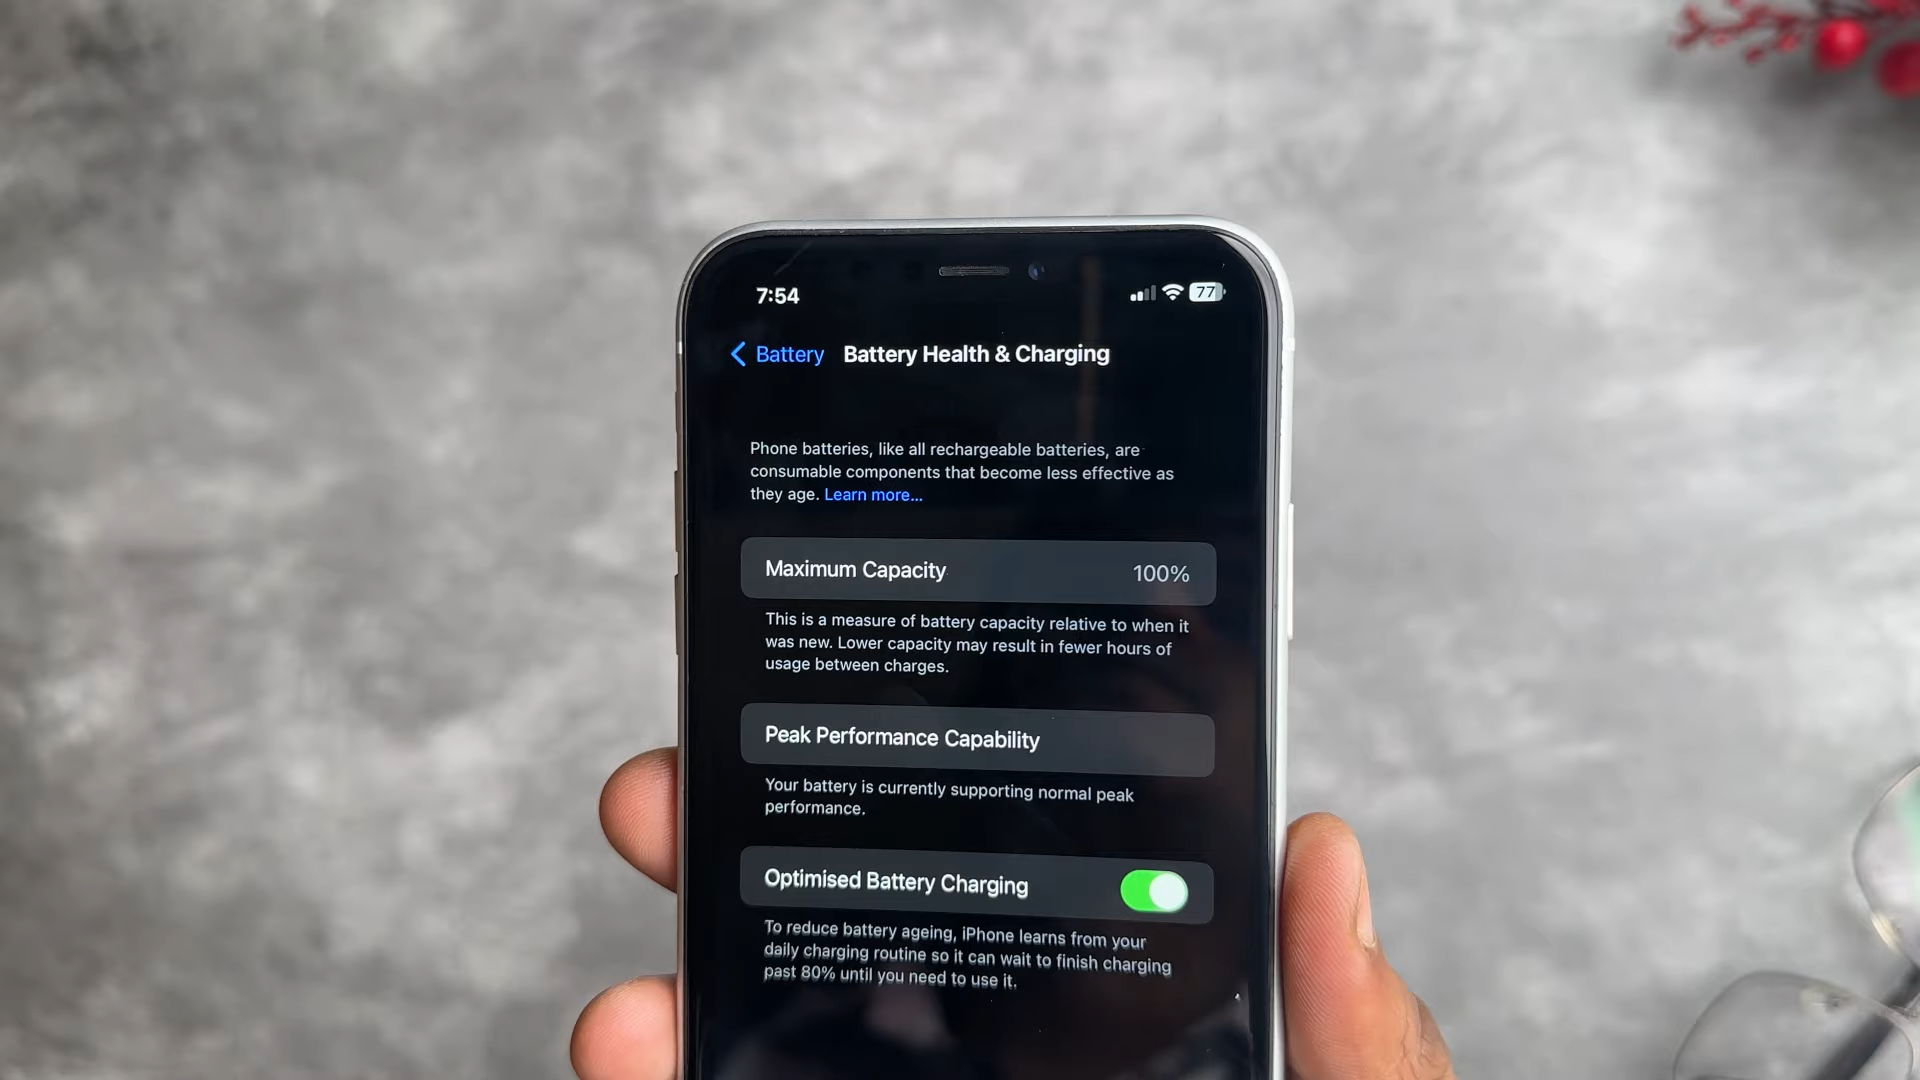 7:54
77
Battery Battery Health & Charging
Phone batteries, like all rechargeable batteries, are
consumable components that become less effective as
they age. Learn more...
Maximum Capacity 100%
This is a measure of battery capacity relative to when it
was new. Lower capacity may result in fewer hours of
usage between charges.
Peak Performance Capability
Your battery is currently supporting normal peak
performance.
Optimised Battery Charging
To reduce battery ageing, iPhone learns from your
daily charging routine so it can wait to finish charging
past 80% until you need to use it.